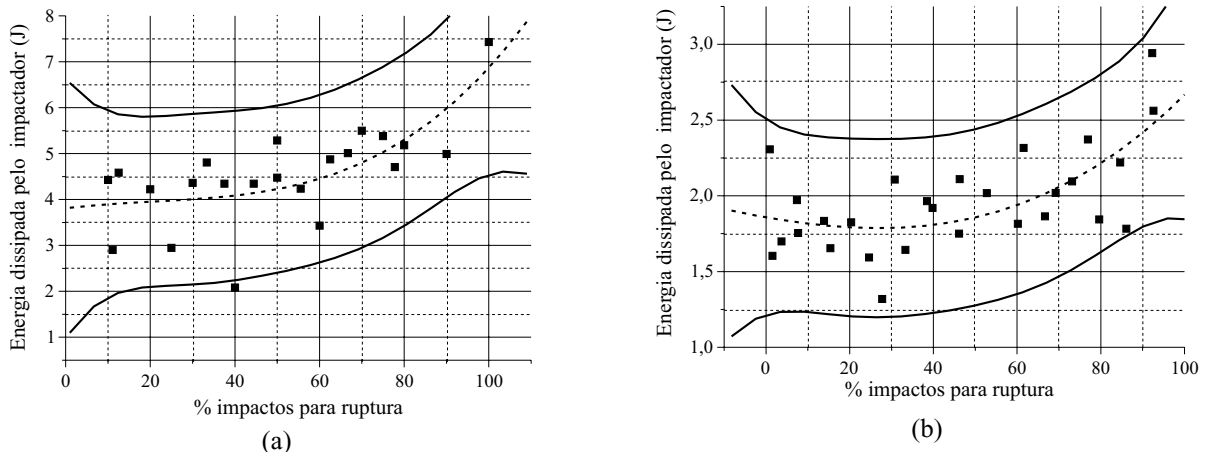 Energia dissipada pelo impactador (J)
8
7
6
5
4
3
2
1
0 20 40 60 80 100
% impactos para ruptura
(a)
Energia dissipada pelo impactador (J)
3,0
2,5
2,0
1,5
1,0
0 20 40 60 80 100
% impactos para ruptura
(b)